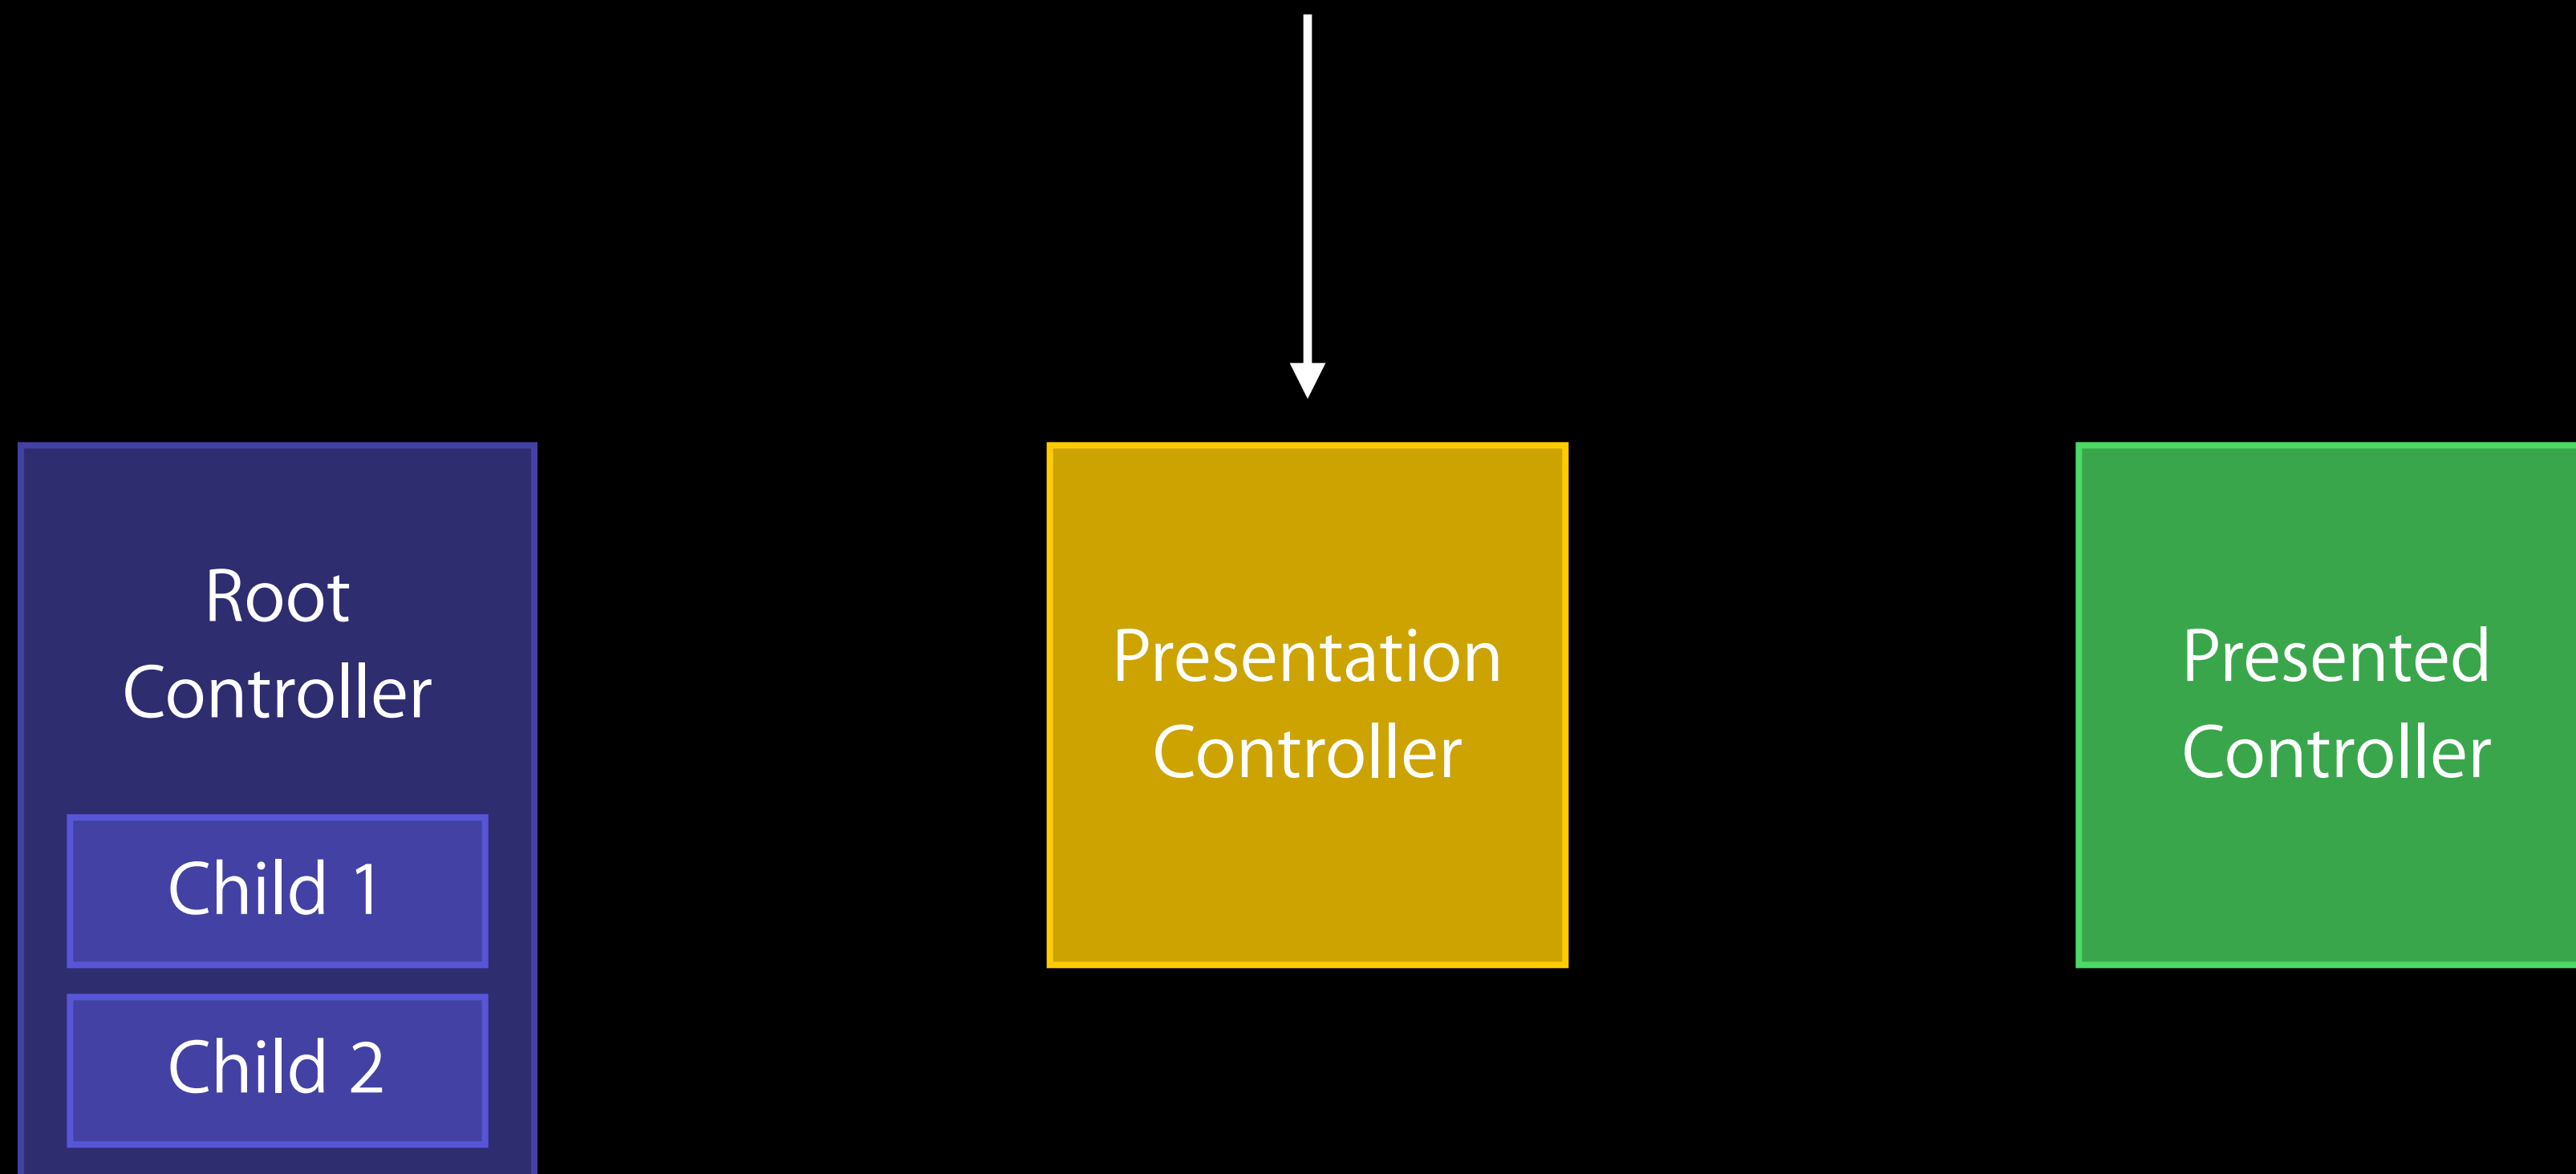 Root
Controller
Child 1
Child 2
Presentation
Controller
Presented
Controller